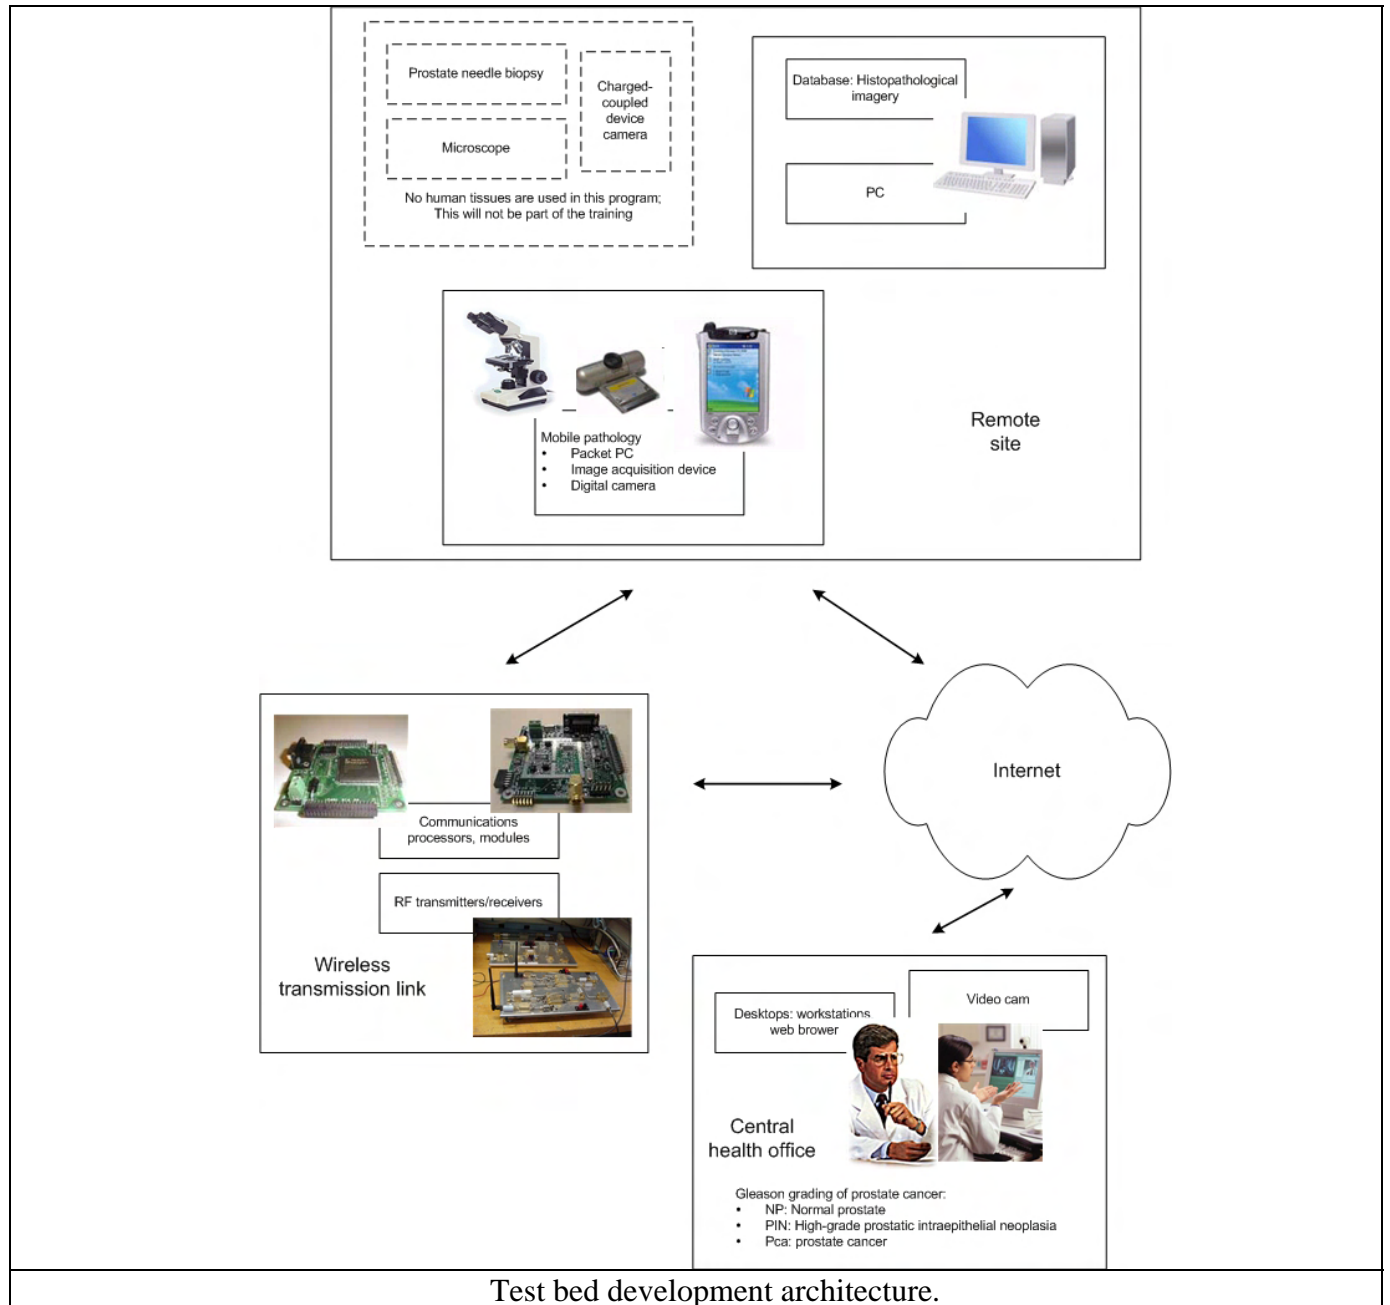 Prostate needle biopsy
Charged-
coupled
device
camera
Microscope
No human tissues are used in this program;
This will not be part of the training
Database: Histopathological
imagery
PC
Mobile pathology
• Packet PC
• Image acquisition device
• Digital camera
Remote
site
Communications
processors, modules
RF transmitters/receivers
Wireless
transmission link
Internet
Desktops: workstations,
web brower
Video cam
Central
health office
Gleason grading of prostate cancer:
• NP: Normal prostate
• PIN: High-grade prostatic intraepithelial neoplasia
• Pca: prostate cancer
Test bed development architecture.